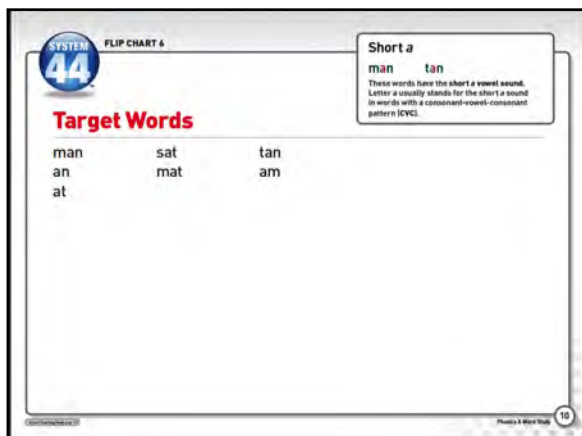 SYSTEM
44
FLIP CHART 6
Short a
man tan
These words have the short a vowel sound.
Letter a usually stands for the short a sound
in words with a consonant-vowel-consonant
pattern (CVC).
Target Words
man sat tan
an mat am
at
Phonics & Word Study
10